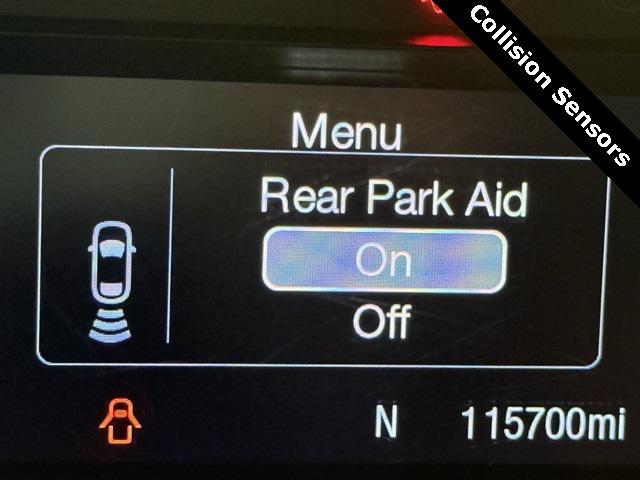 Collision Sensors
Menu
Rear Park Aid
On
Off
N 115700mi